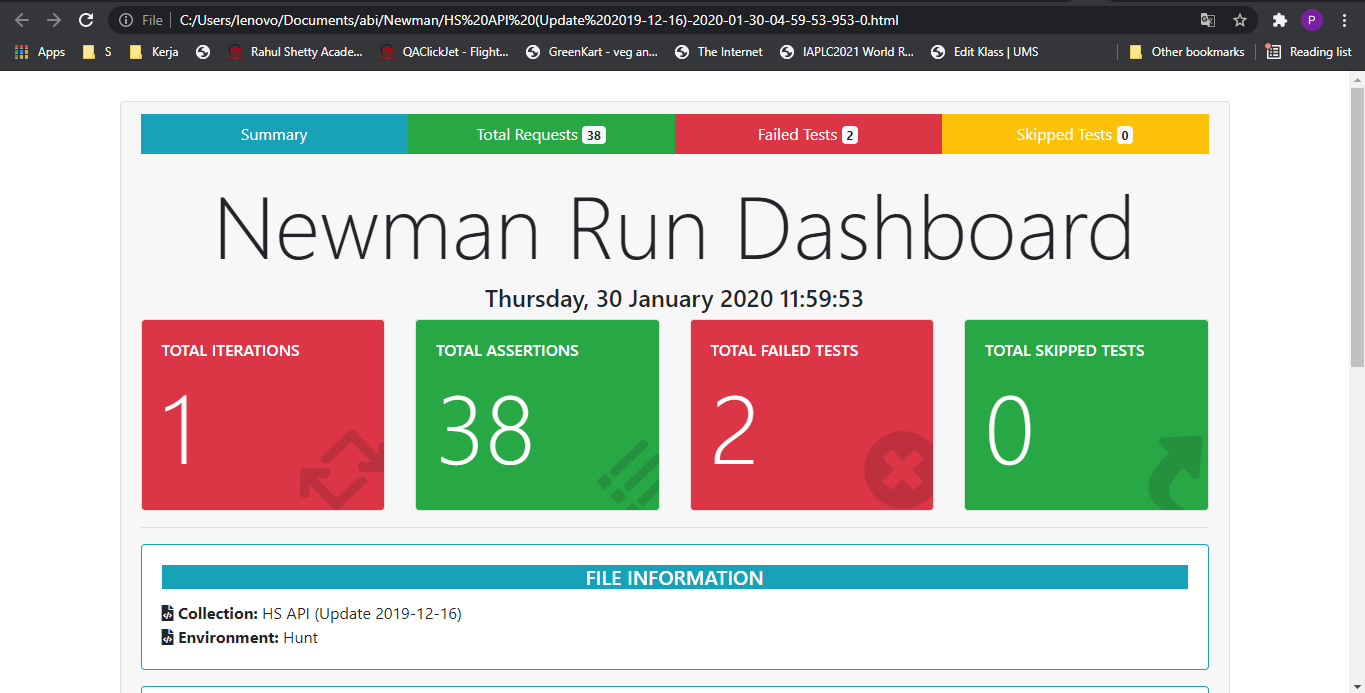 File C:/Users/lenovo/Documents/abi/Newman/HS%20API%20(Update%202019-12-16)-2020-01-30-04-59-53-953-0.html P
Apps S Kerja Rahul Shetty Acade... QAClickJet - Flight... GreenKart - veg an... The Internet IAPLC2021 World R... Edit Klass | UMS Other bookmarks Reading list
Summary Total Requests 38 Failed Tests 2 Skipped Tests 0
Newman Run Dashboard
Thursday, 30 January 2020 11:59:53
TOTAL ITERATIONS TOTAL ASSERTIONS TOTAL FAILED TESTS TOTAL SKIPPED TESTS
1 38 2 0
FILE INFORMATION
Collection: HS API (Update 2019-12-16)
Environment: Hunt